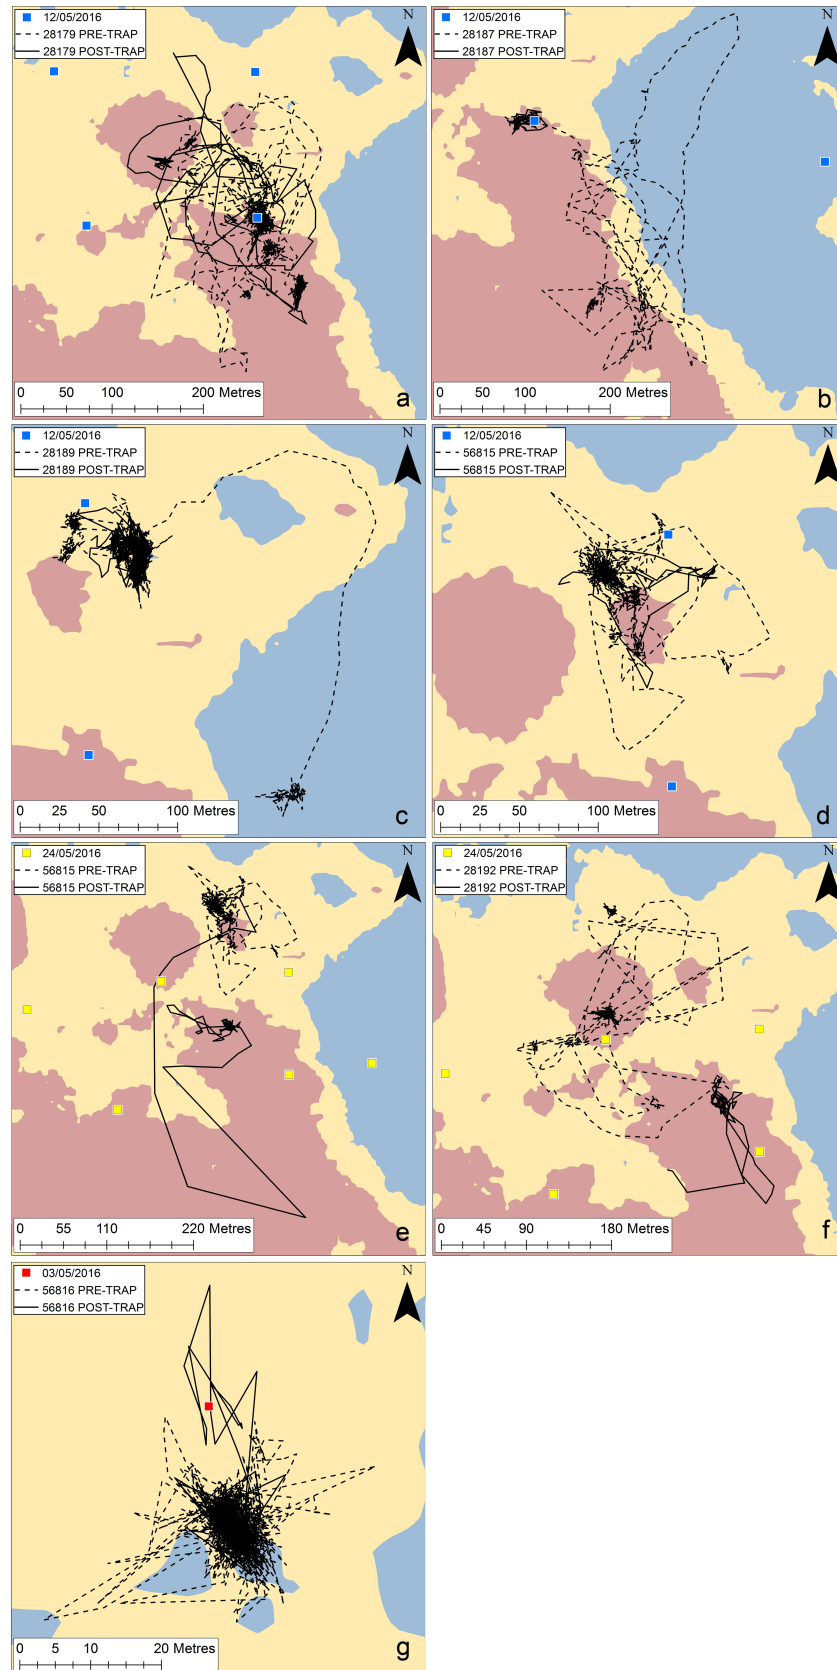 12/05/2016
28179 PRE-TRAP
28179 POST-TRAP
N
0 50 100 200 Metres
a
12/05/2016
28187 PRE-TRAP
28187 POST-TRAP
N
0 50 100 200 Metres
b
12/05/2016
28189 PRE-TRAP
28189 POST-TRAP
N
0 25 50 100 Metres
c
12/05/2016
56815 PRE-TRAP
56815 POST-TRAP
N
0 25 50 100 Metres
d
24/05/2016
56815 PRE-TRAP
56815 POST-TRAP
N
0 55 110 220 Metres
e
24/05/2016
28192 PRE-TRAP
28192 POST-TRAP
N
0 45 90 180 Metres
f
03/05/2016
56816 PRE-TRAP
56816 POST-TRAP
N
0 5 10 20 Metres
g